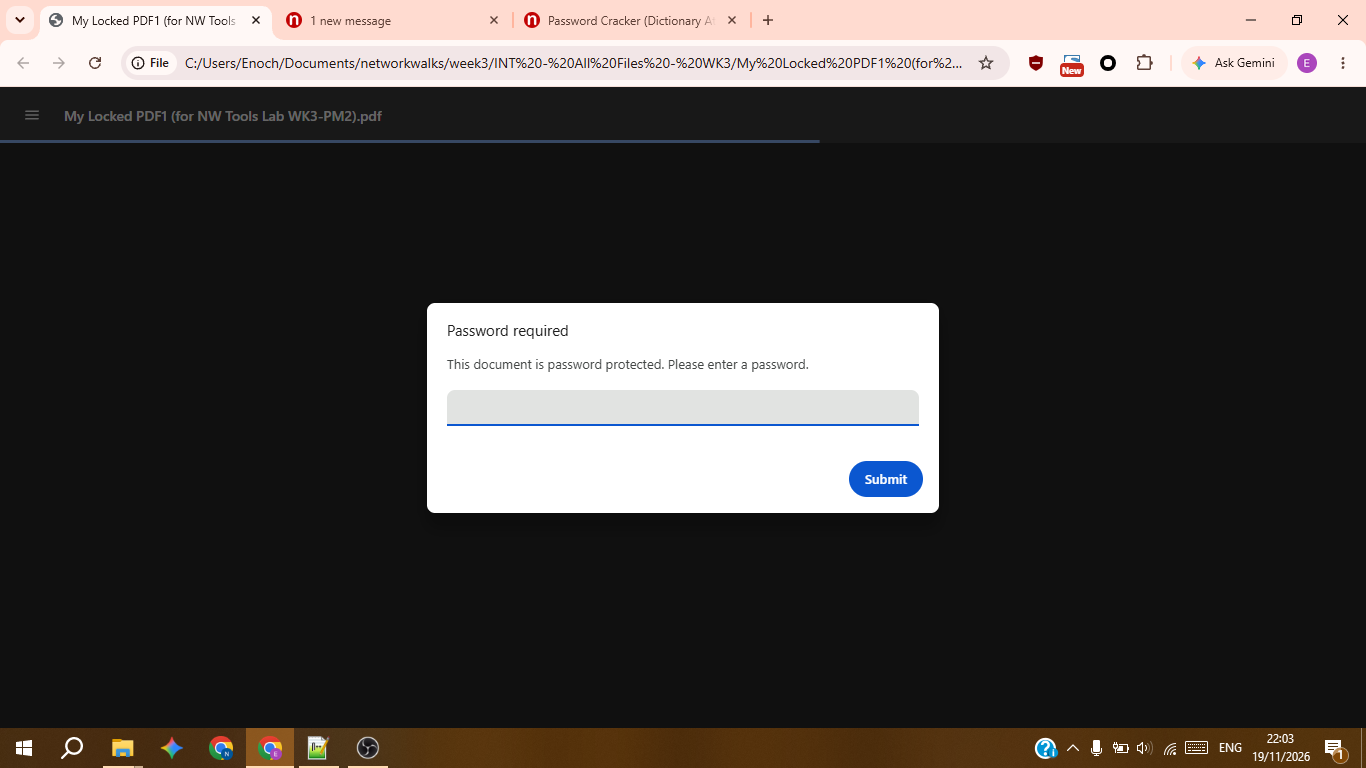 My Locked PDF1 (for NW Tools
1 new message
Password Cracker (Dictionary A
File
C:/Users/Enoch/Documents/networkwalks/week3/INT%20-%20All%20Files%20-%20WK3/My%20Locked%20PDF1%20(for%2...
New
Ask Gemini
E
My Locked PDF1 (for NW Tools Lab WK3-PM2).pdf
Password required
This document is password protected. Please enter a password.
Submit
ENG
22:03
19/11/2026
1